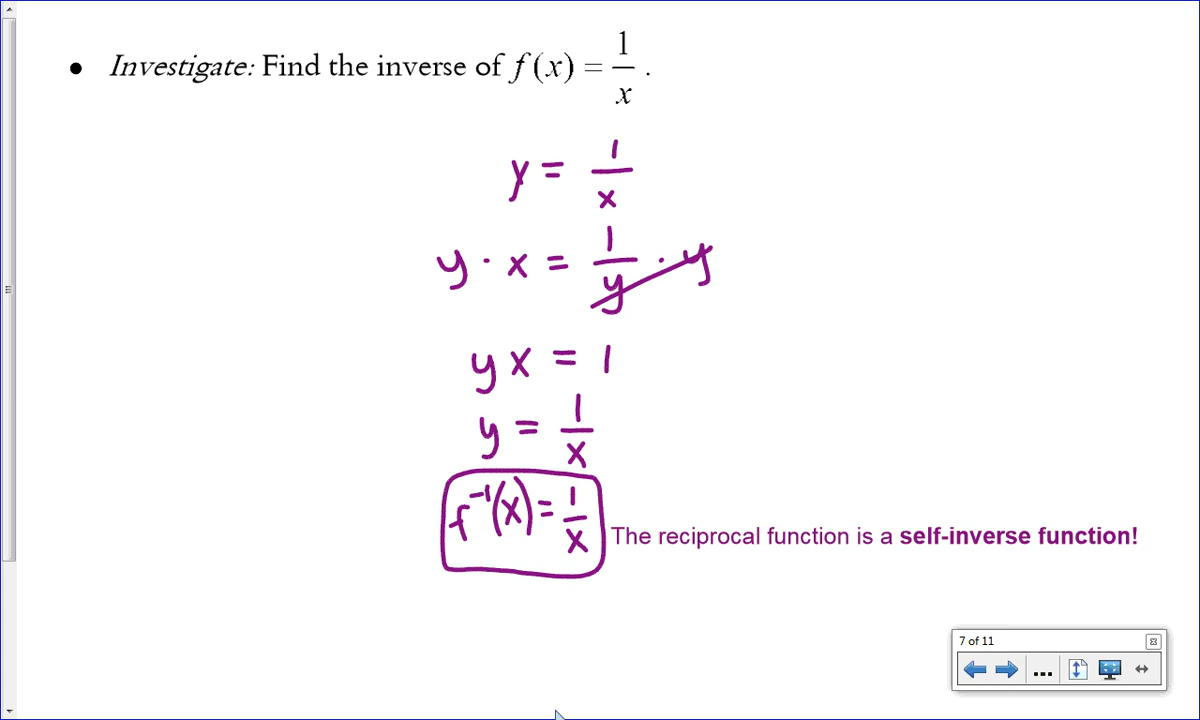 • Investigate: Find the inverse of f(x) = 1/x .
y = 1/x
y · x = 1/y · y
yx = 1
y = 1/x
f⁻¹(x) = 1/x
The reciprocal function is a self-inverse function!
7 of 11